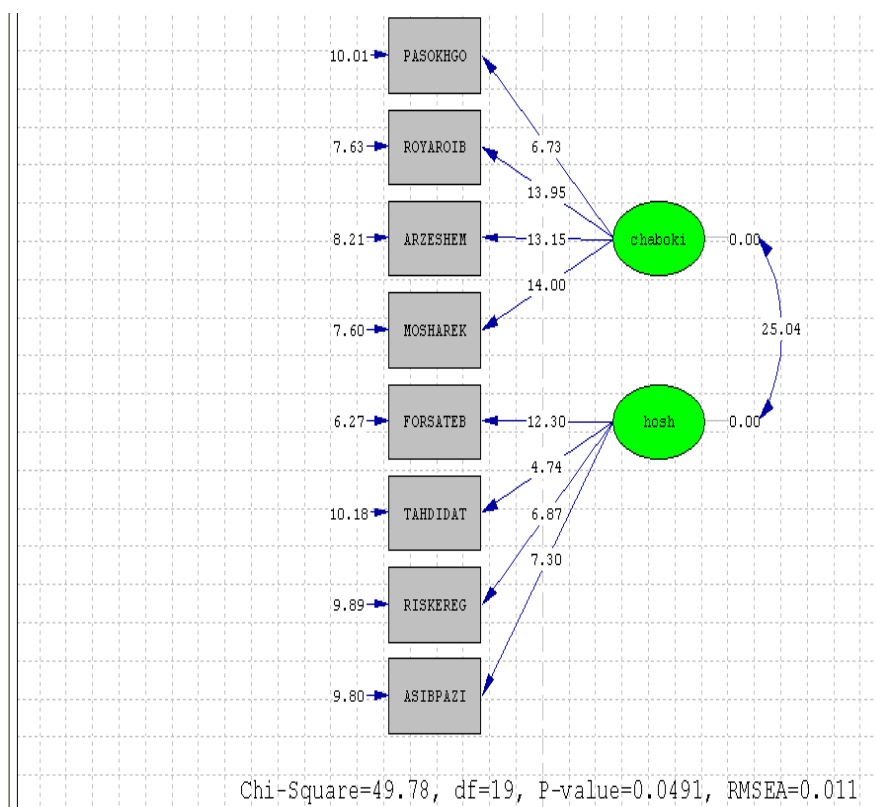 10.01 PASOKHGO
6.73
7.63 ROYAROIB
13.95
8.21 ARZESHEM 13.15 chaboki 0.00
14.00
7.60 MOSHAREK
25.04
6.27 FORSATEB 12.30 hosh 0.00
4.74
10.18 TAHDIDAT 6.87
7.30
9.89 RISKEREG
9.80 ASIBPAZI
Chi-Square=49.78, df=19, P-value=0.0491, RMSEA=0.011